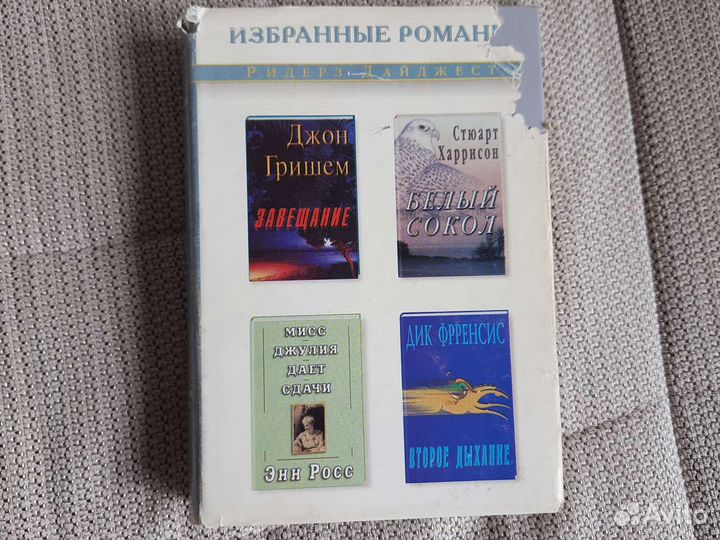 ИЗБРАННЫЕ РОМАН
РИДЕРЗ ДАЙДЖЕСТ
Джон
Гришем
ЗАВЕЩАНИЕ
Стюарт
Харрисон
БЕЛЫЙ
СОКОЛ
МИСС
ДЖУЛИЯ
ДАЕТ
СДАЧИ
ЭНН РОСС
ДИК ФРРЕНСИС
ВТОРОЕ ДЫХАНИЕ
Avito